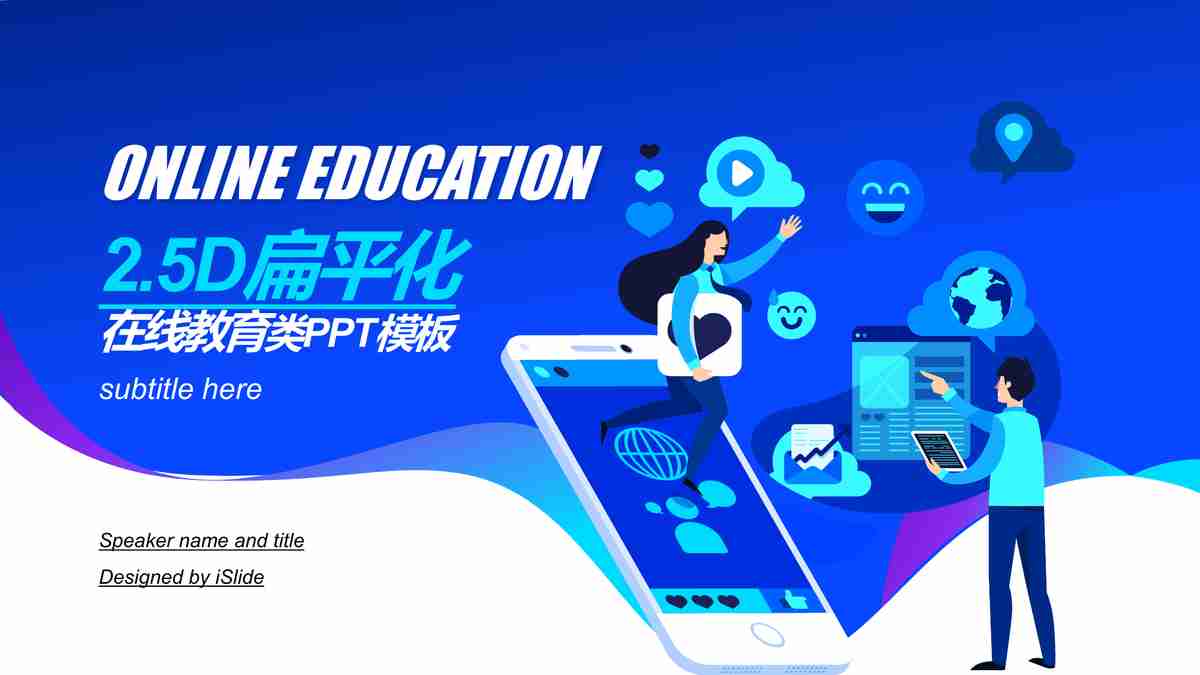 ONLINE EDUCATION
2.5D扁平化
在线教育类PPT模板
subtitle here
Speaker name and title
Designed by iSlide